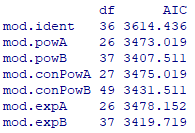 df AIC
mod.ident 36 3614.436
mod.powA 26 3473.019
mod.powB 37 3407.511
mod.conPowA 27 3475.019
mod.conPowB 49 3431.511
mod.expA 26 3478.152
mod.expB 37 3419.719